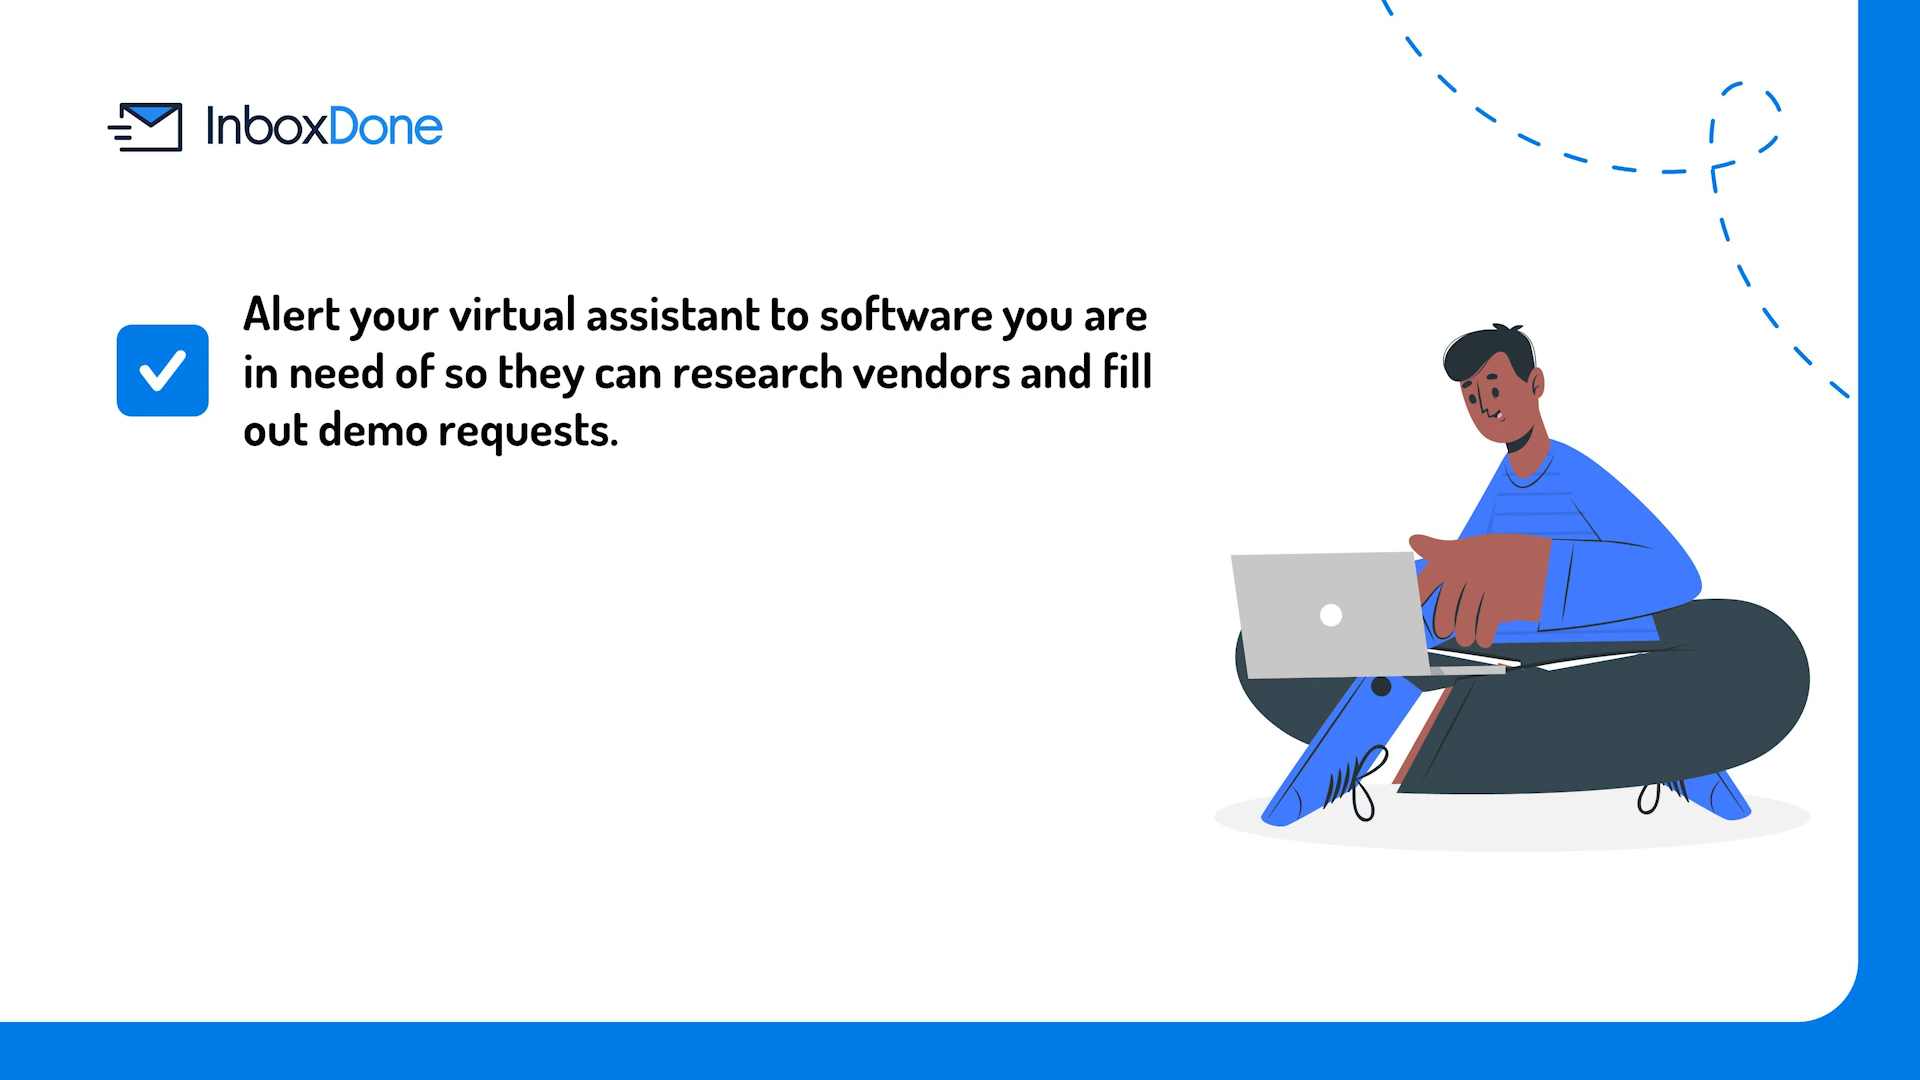 InboxDone
Alert your virtual assistant to software you are
in need of so they can research vendors and fill
out demo requests.